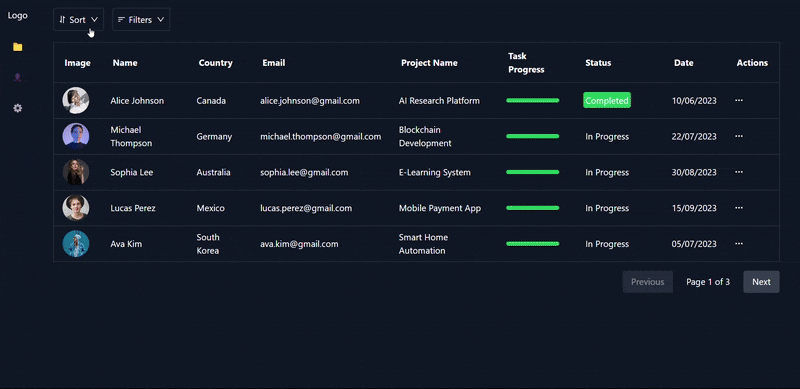 Logo
Sort
Filters
Image Name Country Email Project Name Task Progress Status Date Actions
Alice Johnson Canada alice.johnson@gmail.com AI Research Platform Completed 10/06/2023 ...
Michael Thompson Germany michael.thompson@gmail.com Blockchain Development In Progress 22/07/2023 ...
Sophia Lee Australia sophia.lee@gmail.com E-Learning System In Progress 30/08/2023 ...
Lucas Perez Mexico lucas.perez@gmail.com Mobile Payment App In Progress 15/09/2023 ...
Ava Kim South Korea ava.kim@gmail.com Smart Home Automation In Progress 05/07/2023 ...
Previous Page 1 of 3 Next